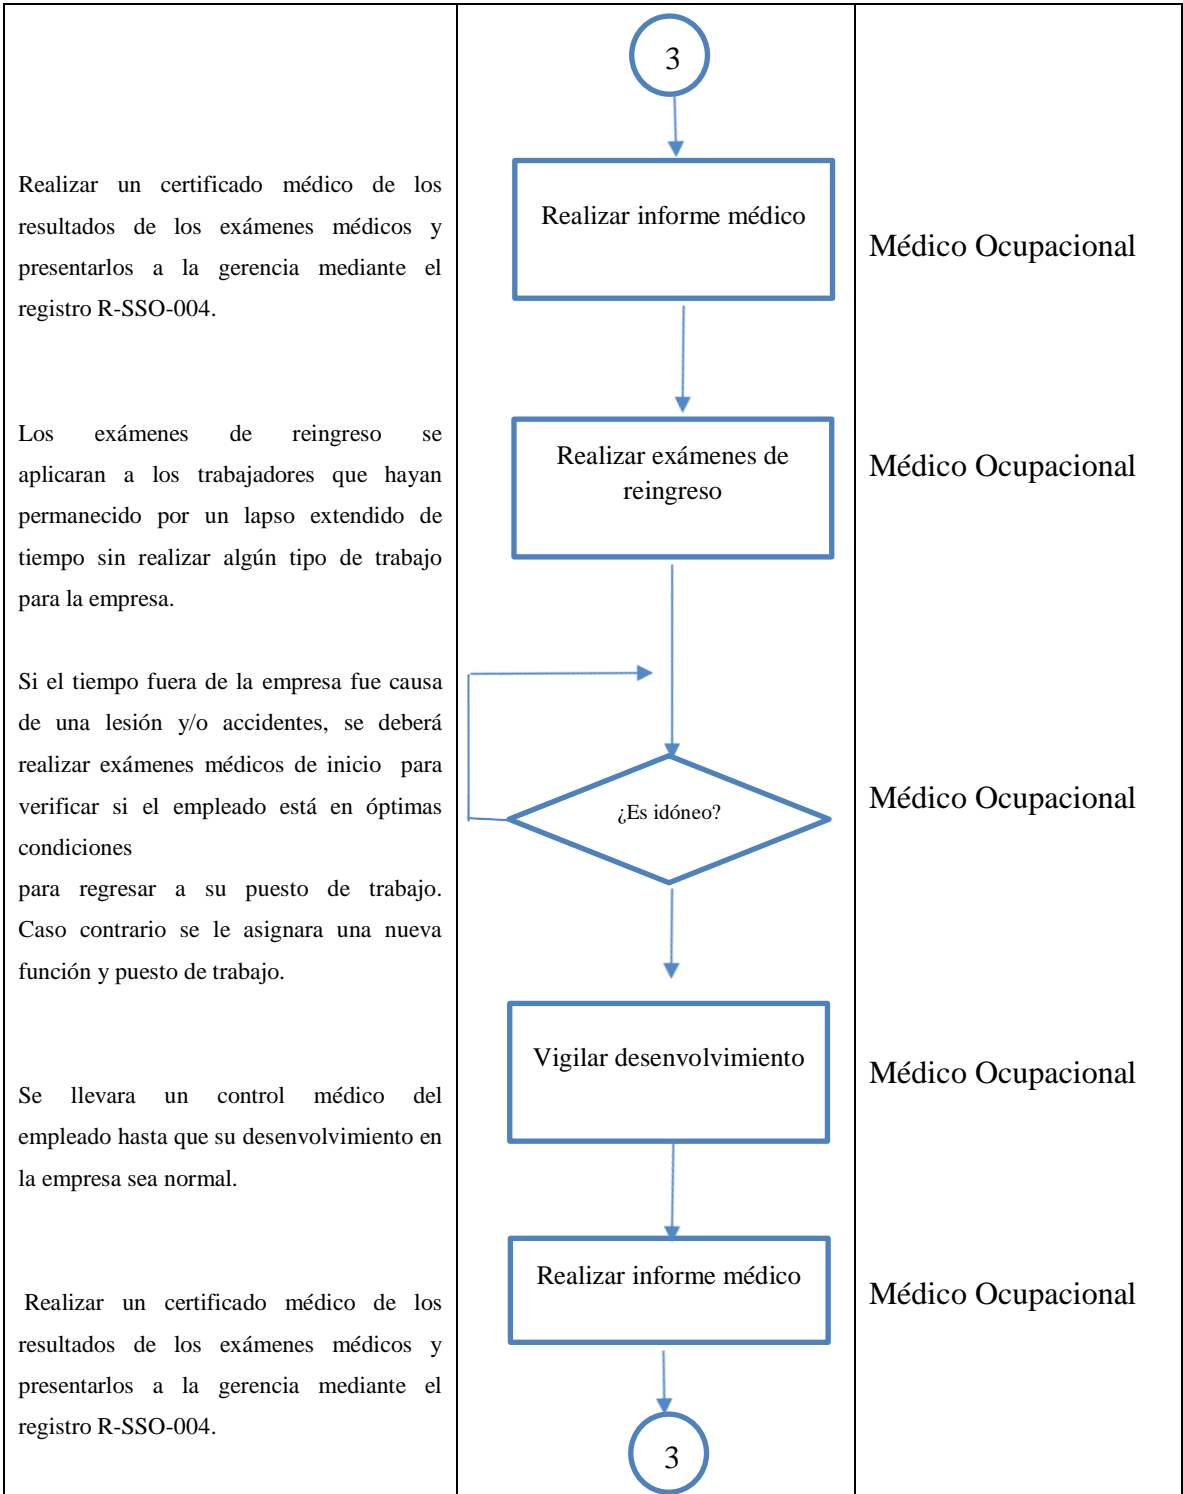 3
Realizar un certificado médico de los
resultados de los exámenes médicos y
presentarlos a la gerencia mediante el
registro R-SSO-004.
Realizar informe médico
Médico Ocupacional
Los exámenes de reingreso se
aplicaran a los trabajadores que hayan
permanecido por un lapso extendido de
tiempo sin realizar algún tipo de trabajo
para la empresa.
Realizar exámenes de
reingreso
Médico Ocupacional
Si el tiempo fuera de la empresa fue causa
de una lesión y/o accidentes, se deberá
realizar exámenes médicos de inicio para
verificar si el empleado está en óptimas
condiciones
para regresar a su puesto de trabajo.
Caso contrario se le asignara una nueva
función y puesto de trabajo.
¿Es idóneo?
Médico Ocupacional
Se llevara un control médico del
empleado hasta que su desenvolvimiento en
la empresa sea normal.
Vigilar desenvolvimiento
Médico Ocupacional
Realizar un certificado médico de los
resultados de los exámenes médicos y
presentarlos a la gerencia mediante el
registro R-SSO-004.
Realizar informe médico
Médico Ocupacional
3